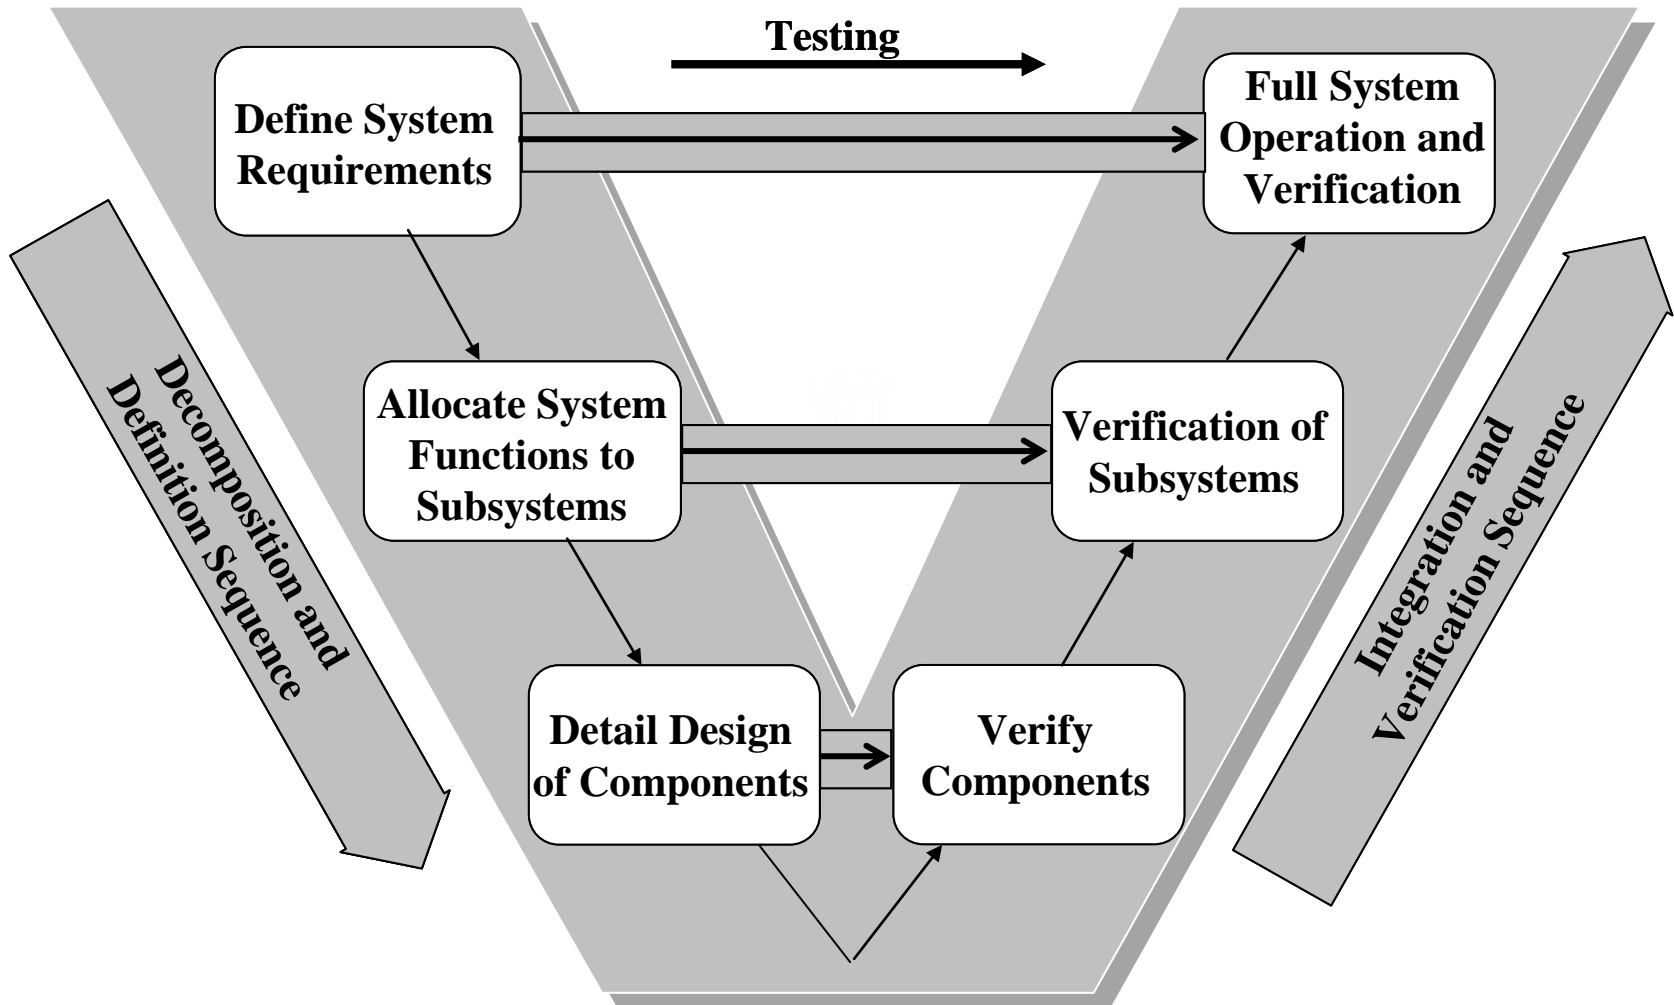 Testing
Define System
Requirements
Full System
Operation and
Verification
Decomposition and
Definition Sequence
Allocate System
Functions to
Subsystems
Verification of
Subsystems
Integration and
Verification Sequence
Detail Design
of Components
Verify
Components